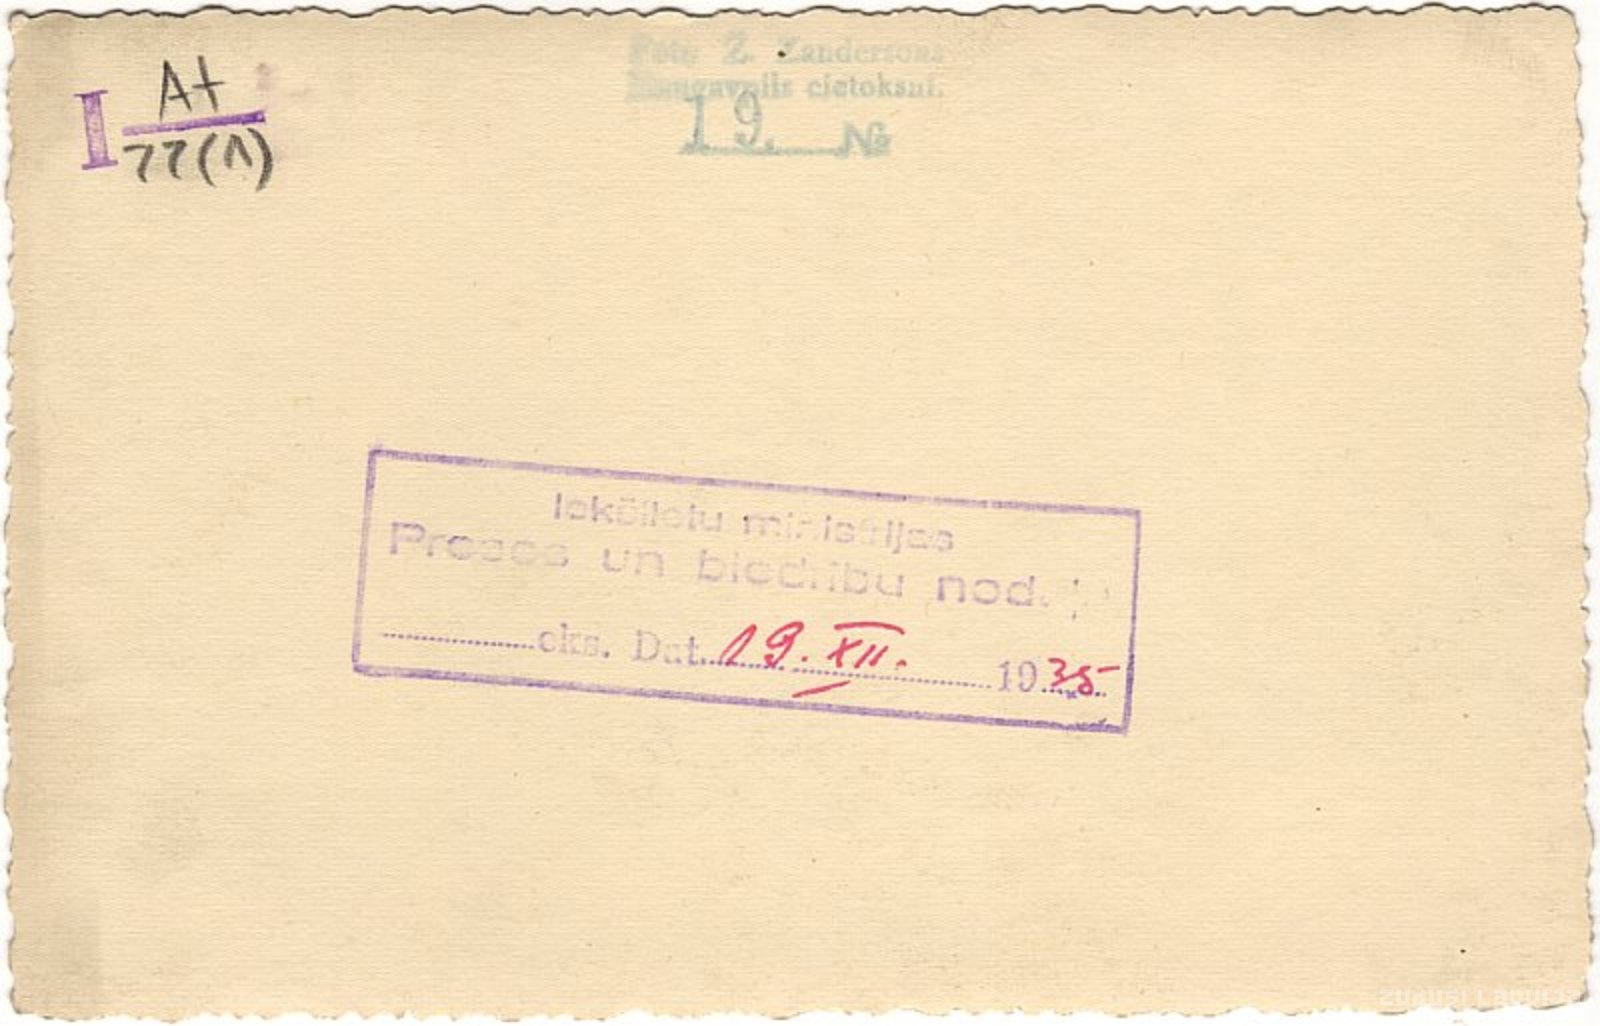 I At
77(A)
Foto Ž. Zandersons
Daugavpils cietoksnī.
19. №
Iekšlietu ministrijas
Preses un biedrību nod.
eks. Dat. 19. XII. 1935